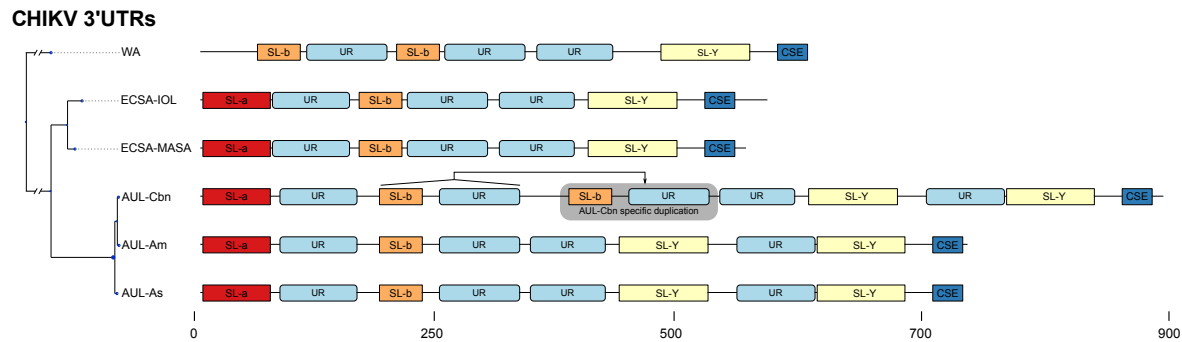 CHIKV 3'UTRs
WA SL-b UR SL-b UR UR SL-Y CSE
ECSA-IOL SL-a UR SL-b UR UR SL-Y CSE
ECSA-MASA SL-a UR SL-b UR UR SL-Y CSE
AUL-Cbn SL-a UR SL-b UR SL-b UR UR SL-Y UR SL-Y CSE
AUL-Cbn specific duplication
AUL-Am SL-a UR SL-b UR UR SL-Y UR SL-Y CSE
AUL-As SL-a UR SL-b UR UR SL-Y UR SL-Y CSE
0 250 500 700 900